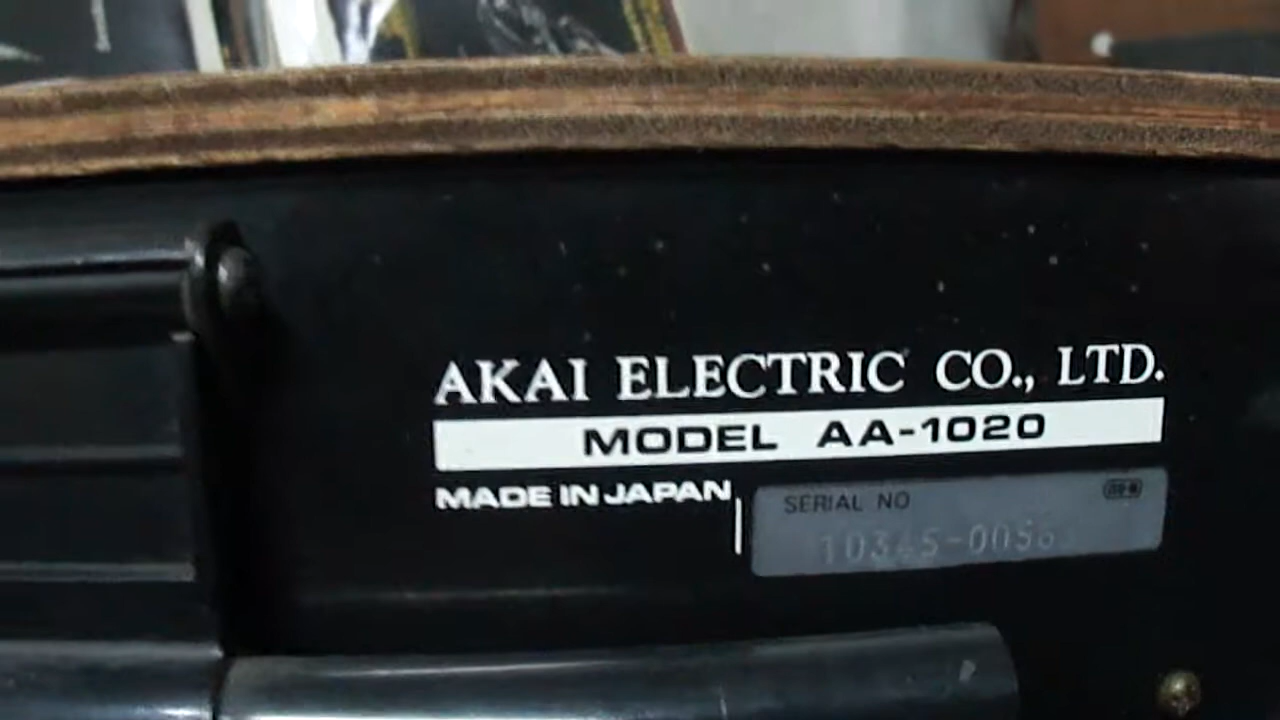 AKAI ELECTRIC CO., LTD.
MODEL AA-1020
MADE IN JAPAN
SERIAL NO